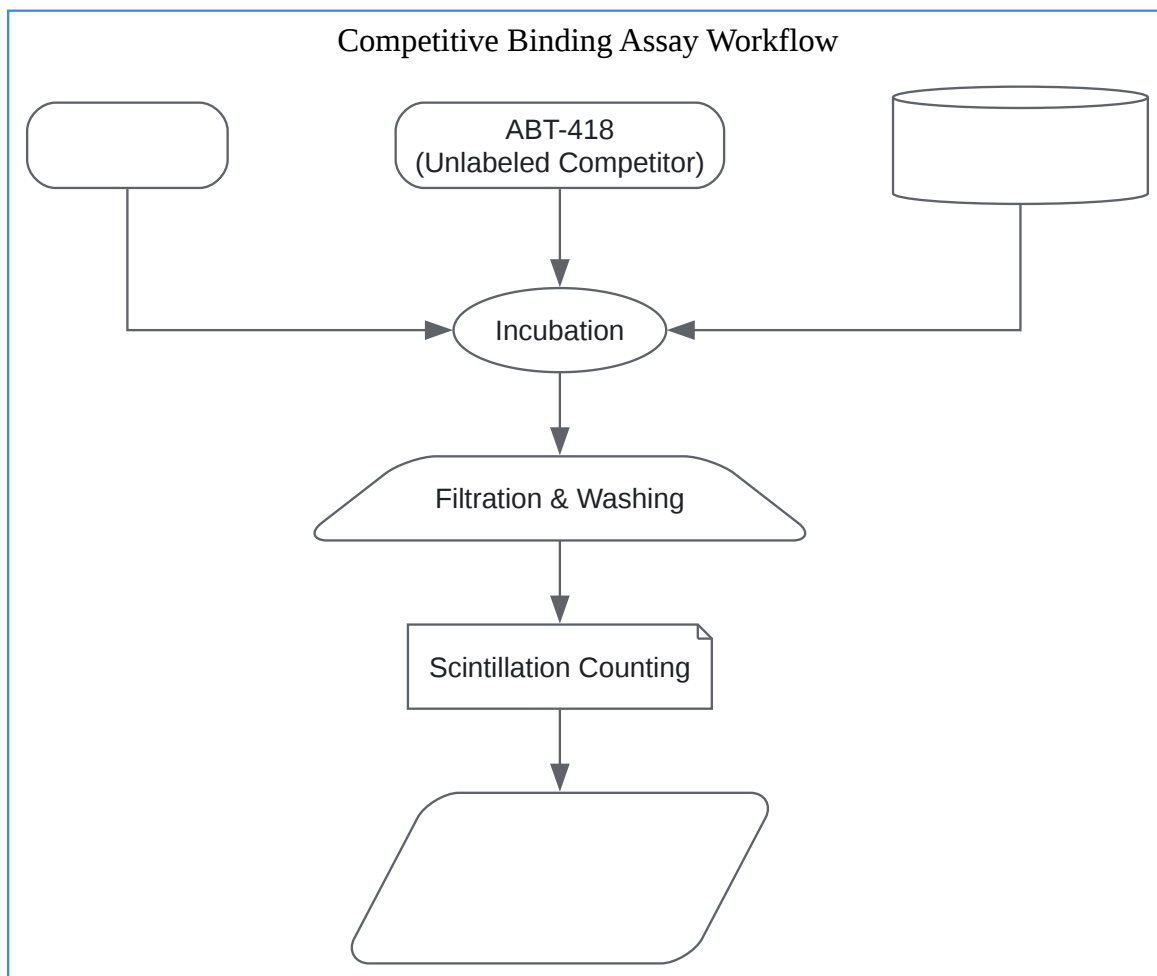 Competitive Binding Assay Workflow
ABT-418
(Unlabeled Competitor)
Incubation
Filtration & Washing
Scintillation Counting